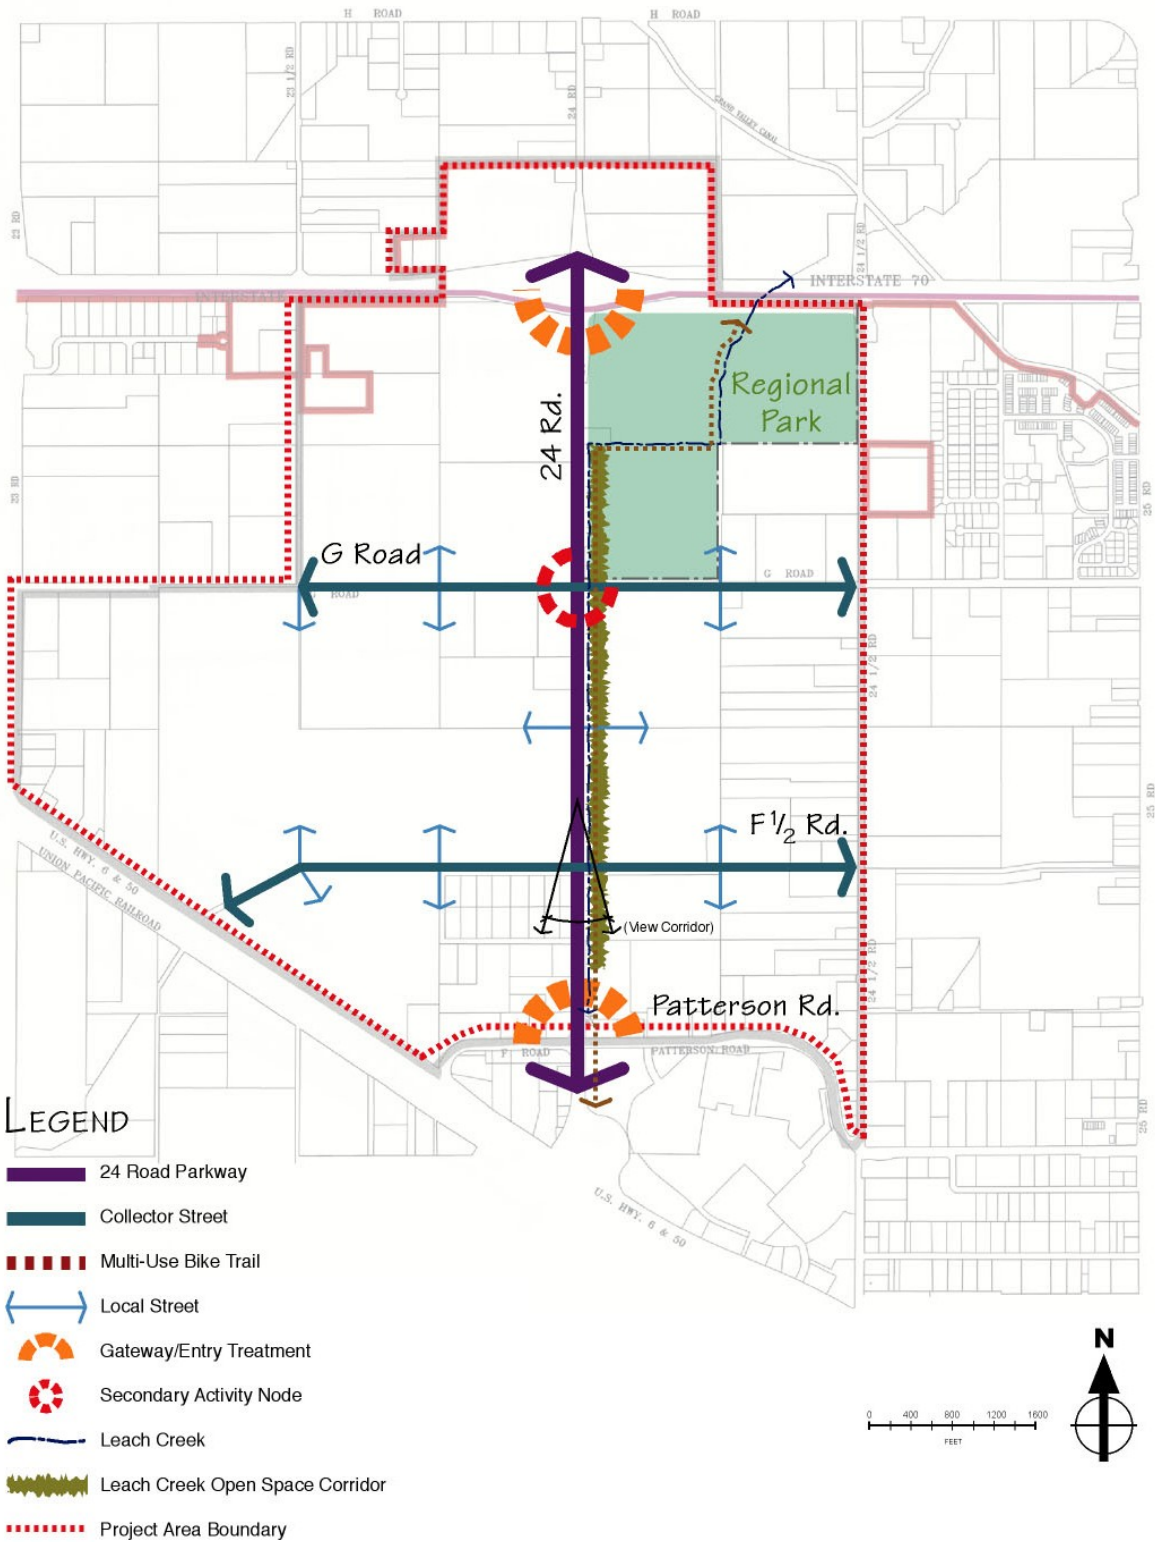 H ROAD
H ROAD
23 1/2 RD
24 RD
GRAND VALLEY CANAL
22 RD
24 1/2 RD
INTERSTATE 70
INTERSTATE 70
Regional
Park
24 Rd.
23 RD
25 RD
G Road
G ROAD
G ROAD
24 1/2 RD
25 RD
F 1/2 Rd.
U.S. HWY. 6 & 50
UNION PACIFIC RAILROAD
(View Corridor)
24 1/2 RD
Patterson Rd.
F ROAD
PATTERSON ROAD
25 RD
LEGEND
24 Road Parkway
Collector Street
U.S. HWY. 6 & 50
Multi-Use Bike Trail
Local Street
Gateway/Entry Treatment
Secondary Activity Node
Leach Creek
Leach Creek Open Space Corridor
Project Area Boundary
N
0 400 800 1200 1600
FEET